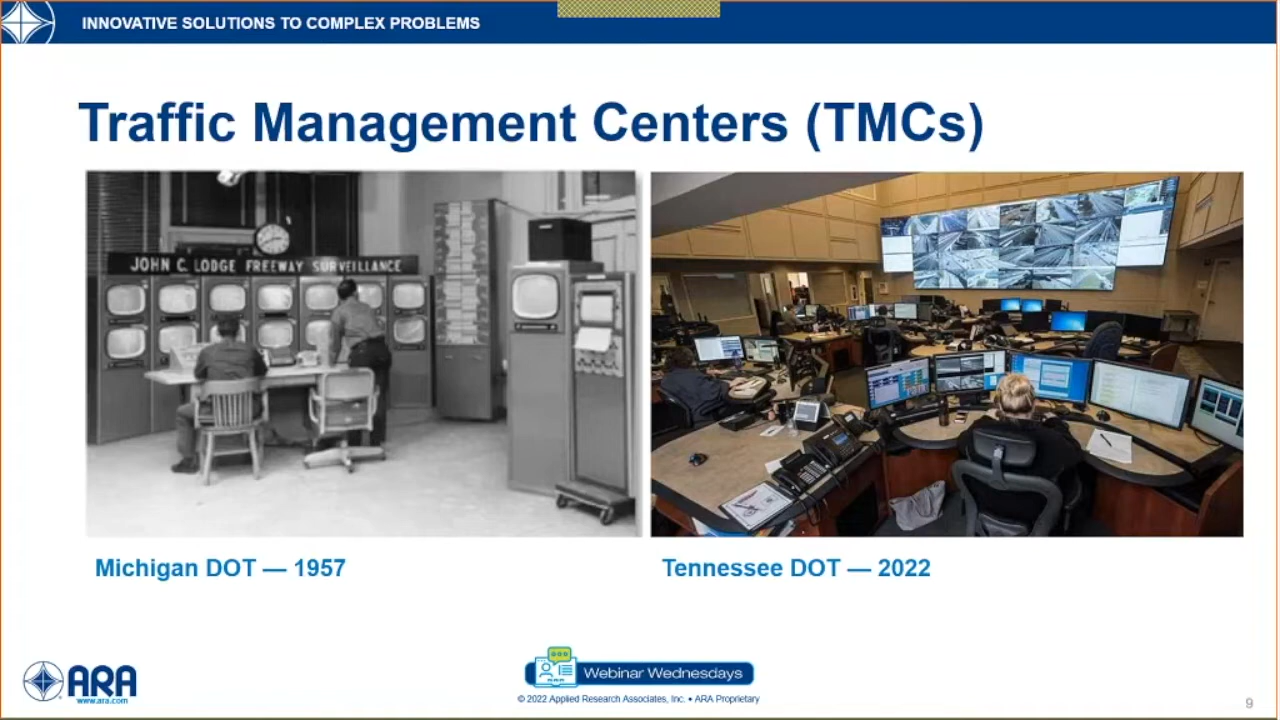 INNOVATIVE SOLUTIONS TO COMPLEX PROBLEMS
Traffic Management Centers (TMCs)
JOHN C. LODGE FREEWAY SURVEILLANCE
Michigan DOT — 1957
Tennessee DOT — 2022
ARA
www.ara.com
Webinar Wednesdays
© 2022 Applied Research Associates, Inc. • ARA Proprietary
9